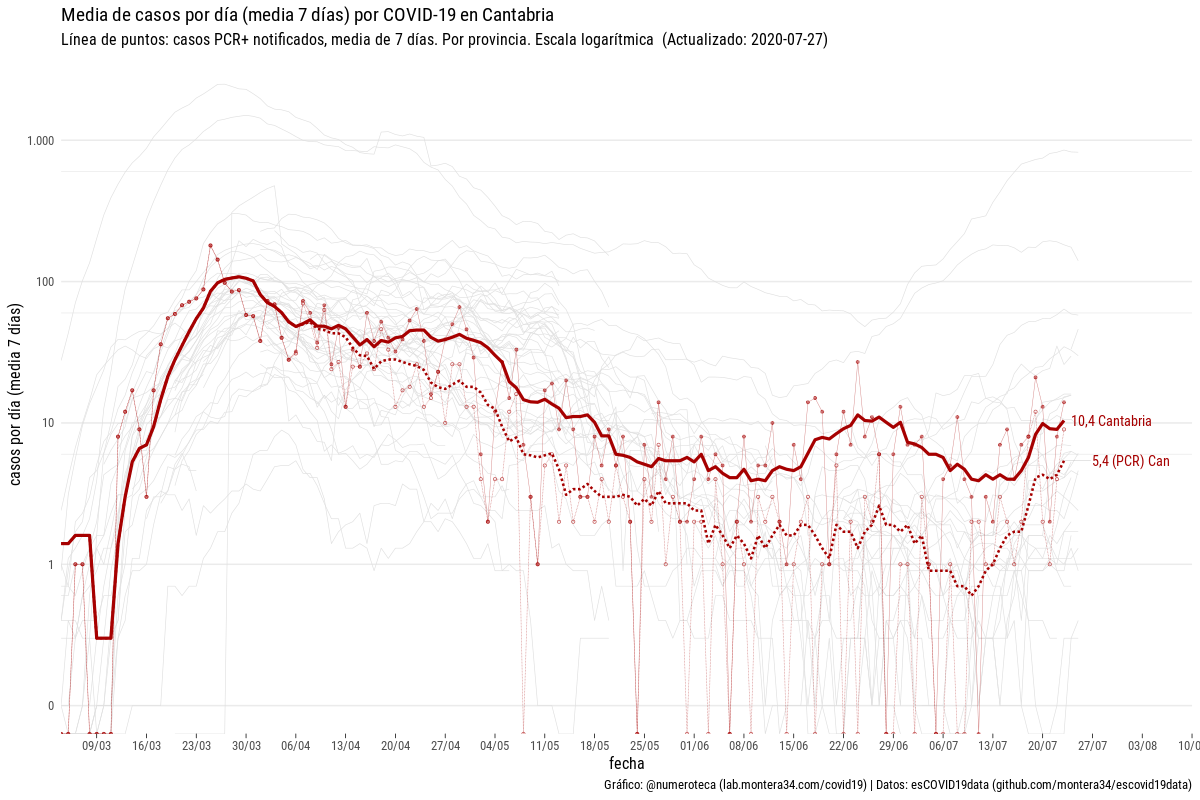 Media de casos por día (media 7 días) por COVID-19 en Cantabria
Línea de puntos: casos PCR+ notificados, media de 7 días. Por provincia. Escala logarítmica (Actualizado: 2020-07-27)
casos por día (media 7 días)
1.000
100
10
1
0
10,4 Cantabria
5,4 (PCR) Can
09/03 16/03 23/03 30/03 06/04 13/04 20/04 27/04 04/05 11/05 18/05 25/05 01/06 08/06 15/06 22/06 29/06 06/07 13/07 20/07 27/07 03/08 10/0
fecha
Gráfico: @numeroteca (lab.montera34.com/covid19) | Datos: esCOVID19data (github.com/montera34/escovid19data)